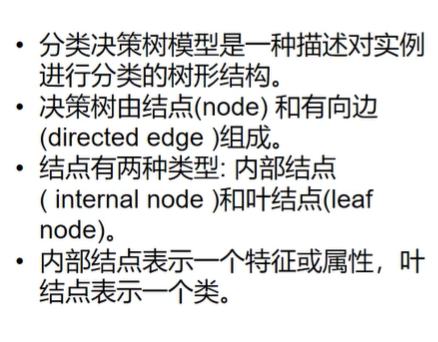 • 分类决策树模型是一种描述对实例
进行分类的树形结构。
• 决策树由结点(node) 和有向边
(directed edge )组成。
• 结点有两种类型: 内部结点
( internal node )和叶结点(leaf
node)。
• 内部结点表示一个特征或属性，叶
结点表示一个类。